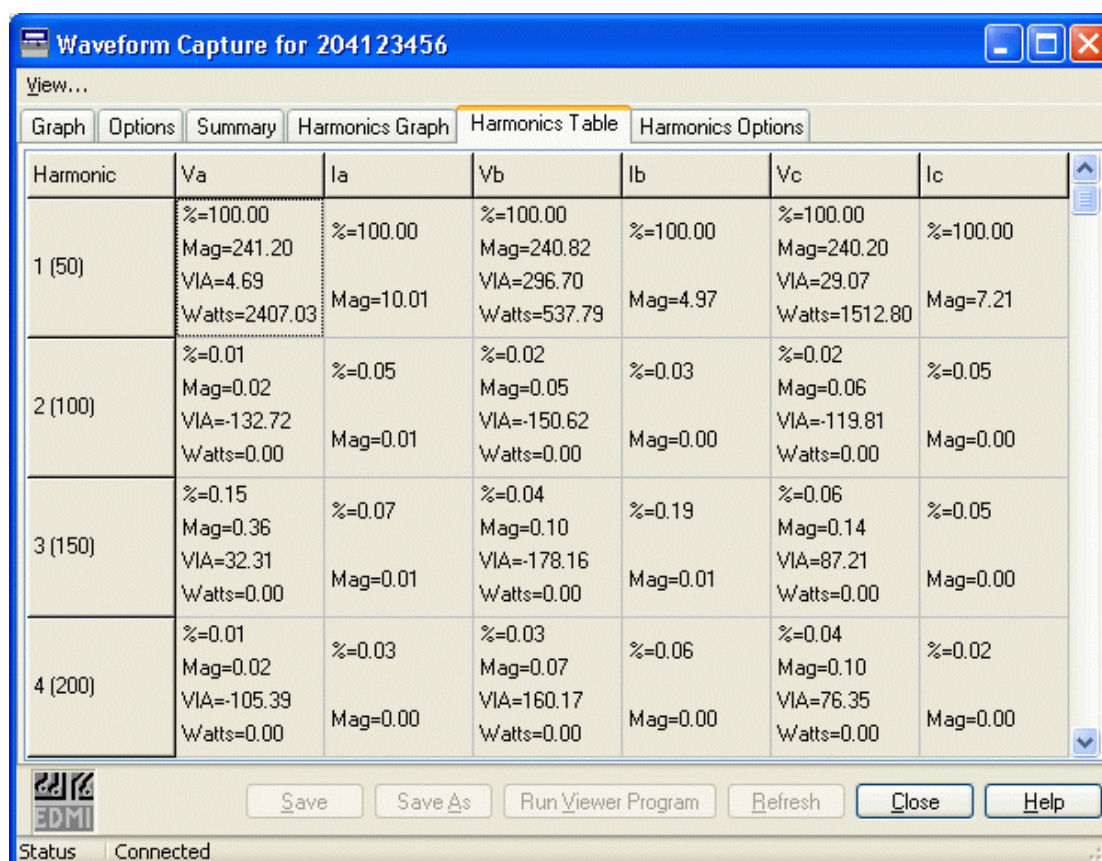 Waveform Capture for 204123456
View...
Graph Options Summary Harmonics Graph Harmonics Table Harmonics Options
Harmonic Va Ia Vb Ib Vc Ic
1 (50)
%=100.00
Mag=241.20
VIA=4.69
Watts=2407.03
%=100.00
Mag=10.01
%=100.00
Mag=240.82
VIA=296.70
Watts=537.79
%=100.00
Mag=4.97
%=100.00
Mag=240.20
VIA=29.07
Watts=1512.80
%=100.00
Mag=7.21
2 (100)
%=0.01
Mag=0.02
VIA=-132.72
Watts=0.00
%=0.05
Mag=0.01
%=0.02
Mag=0.05
VIA=-150.62
Watts=0.00
%=0.03
Mag=0.00
%=0.02
Mag=0.06
VIA=-119.81
Watts=0.00
%=0.05
Mag=0.00
3 (150)
%=0.15
Mag=0.36
VIA=32.31
Watts=0.00
%=0.07
Mag=0.01
%=0.04
Mag=0.10
VIA=-178.16
Watts=0.00
%=0.19
Mag=0.01
%=0.06
Mag=0.14
VIA=87.21
Watts=0.00
%=0.05
Mag=0.00
4 (200)
%=0.01
Mag=0.02
VIA=-105.39
Watts=0.00
%=0.03
Mag=0.00
%=0.03
Mag=0.07
VIA=160.17
Watts=0.00
%=0.06
Mag=0.00
%=0.04
Mag=0.10
VIA=76.35
Watts=0.00
%=0.02
Mag=0.00
EDMI
Save Save As Run Viewer Program Refresh Close Help
Status Connected